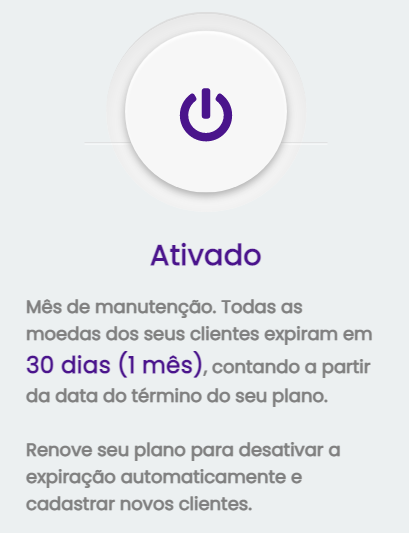 Ativado
Mês de manutenção. Todas as
moedas dos seus clientes expiram em
30 dias (1 mês), contando a partir
da data do término do seu plano.
Renove seu plano para desativar a
expiração automaticamente e
cadastrar novos clientes.